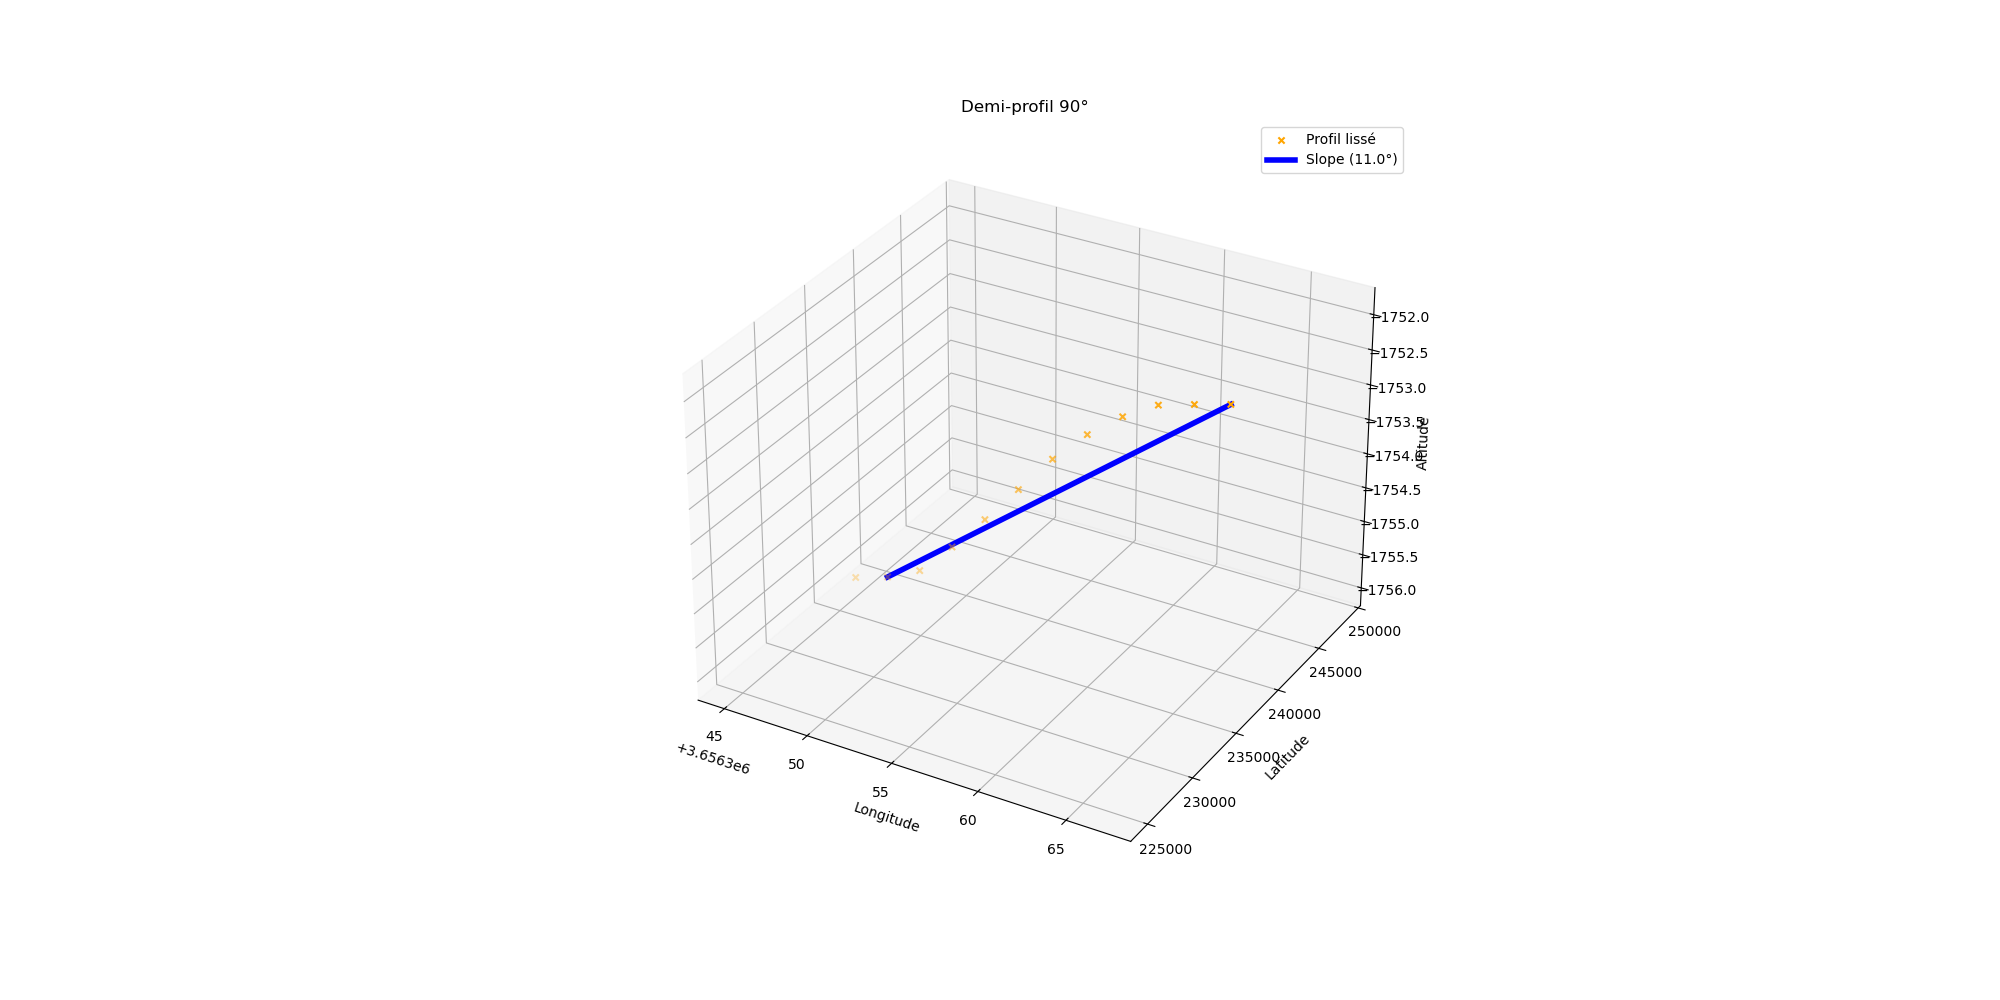 Demi-profil 90°
Profil lissé
Slope (11.0°)
−1752.0
−1752.5
−1753.0
−1753.5
−1754.0
−1754.5
−1755.0
−1755.5
−1756.0
Altitude
250000
245000
240000
235000
230000
225000
Latitude
45
50
55
60
65
+3.6563e6
Longitude